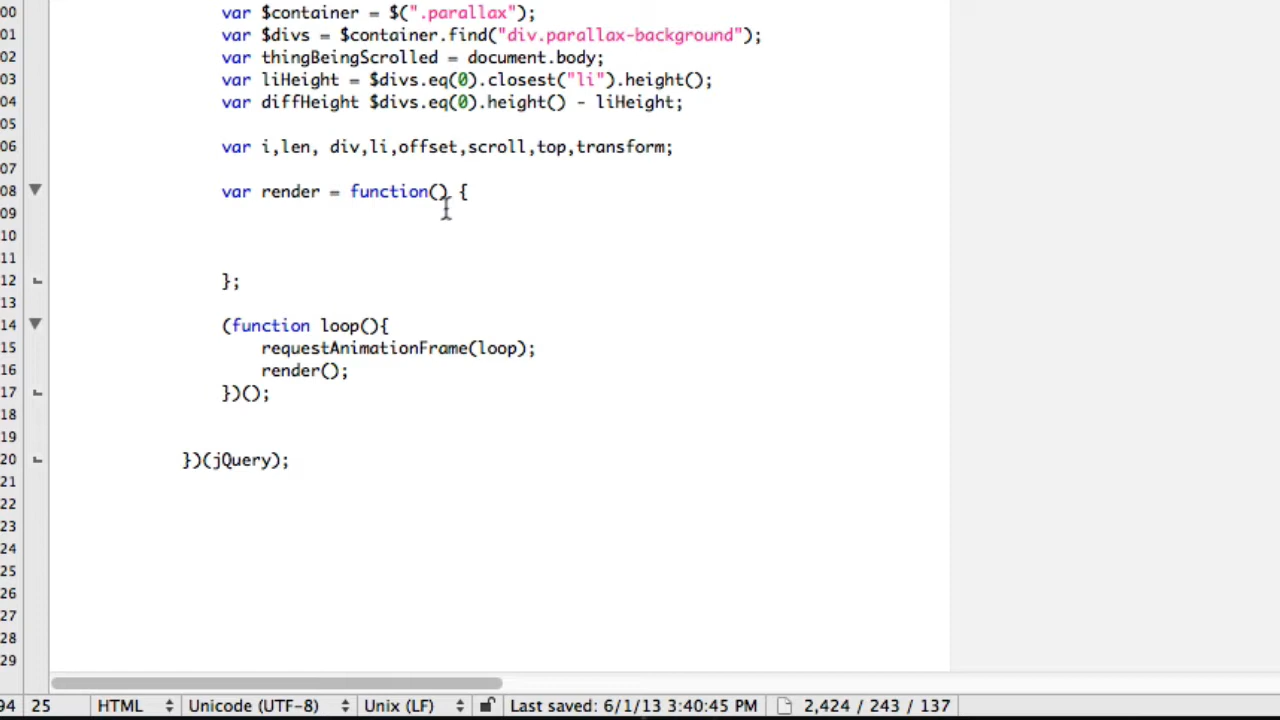 00 var $container = $(".parallax");
01 var $divs = $container.find("div.parallax-background");
02 var thingBeingScrolled = document.body;
03 var liHeight = $divs.eq(0).closest("li").height();
04 var diffHeight $divs.eq(0).height() - liHeight;
05
06 var i,len, div,li,offset,scroll,top,transform;
07
08 var render = function() {
09
10
11
12 };
13
14 (function loop(){
15 requestAnimationFrame(loop);
16 render();
17 })();
18
19
20 })(jQuery);
21
22
23
24
25
26
27
28
29
94 25 HTML Unicode (UTF-8) Unix (LF) Last saved: 6/1/13 3:40:45 PM 2,424 / 243 / 137